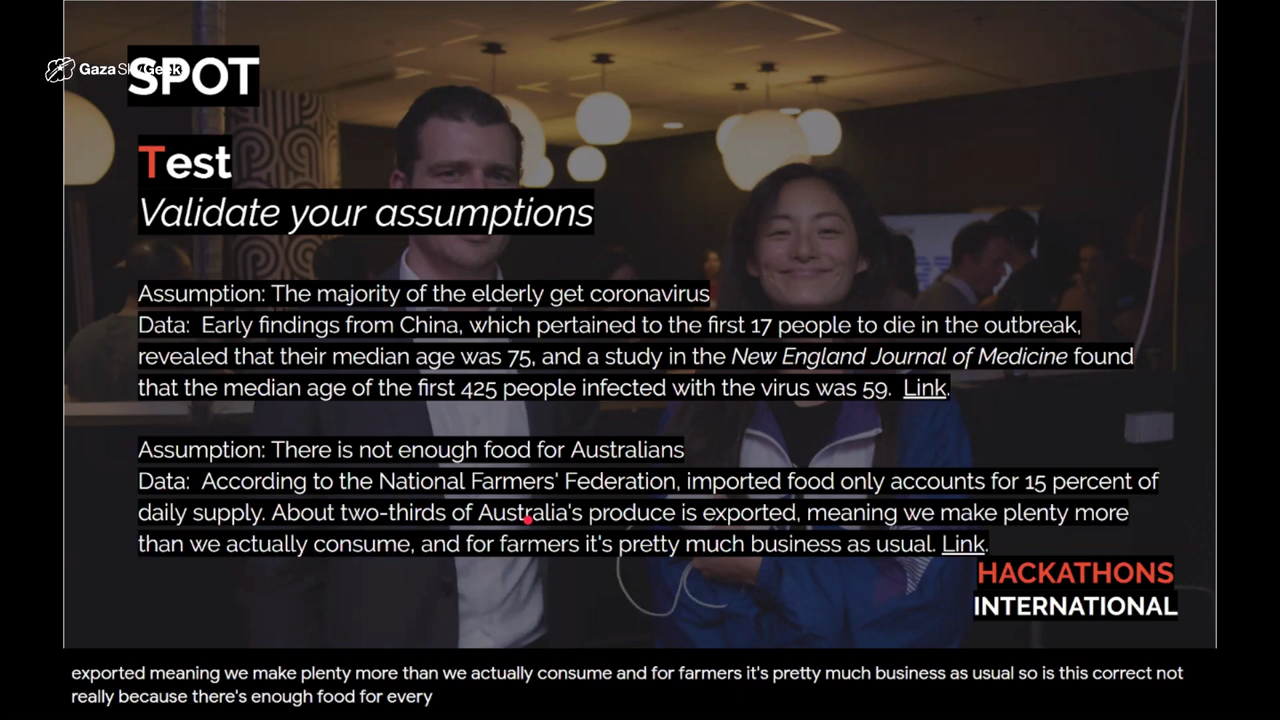 Gaza SkyGeek
SPOT
Test
Validate your assumptions
Assumption: The majority of the elderly get coronavirus
Data: Early findings from China, which pertained to the first 17 people to die in the outbreak,
revealed that their median age was 75, and a study in the New England Journal of Medicine found
that the median age of the first 425 people infected with the virus was 59. Link.
Assumption: There is not enough food for Australians
Data: According to the National Farmers' Federation, imported food only accounts for 15 percent of
daily supply. About two-thirds of Australia's produce is exported, meaning we make plenty more
than we actually consume, and for farmers it's pretty much business as usual. Link.
HACKATHONS
INTERNATIONAL
exported meaning we make plenty more than we actually consume and for farmers it's pretty much business as usual so is this correct not
really because there's enough food for every